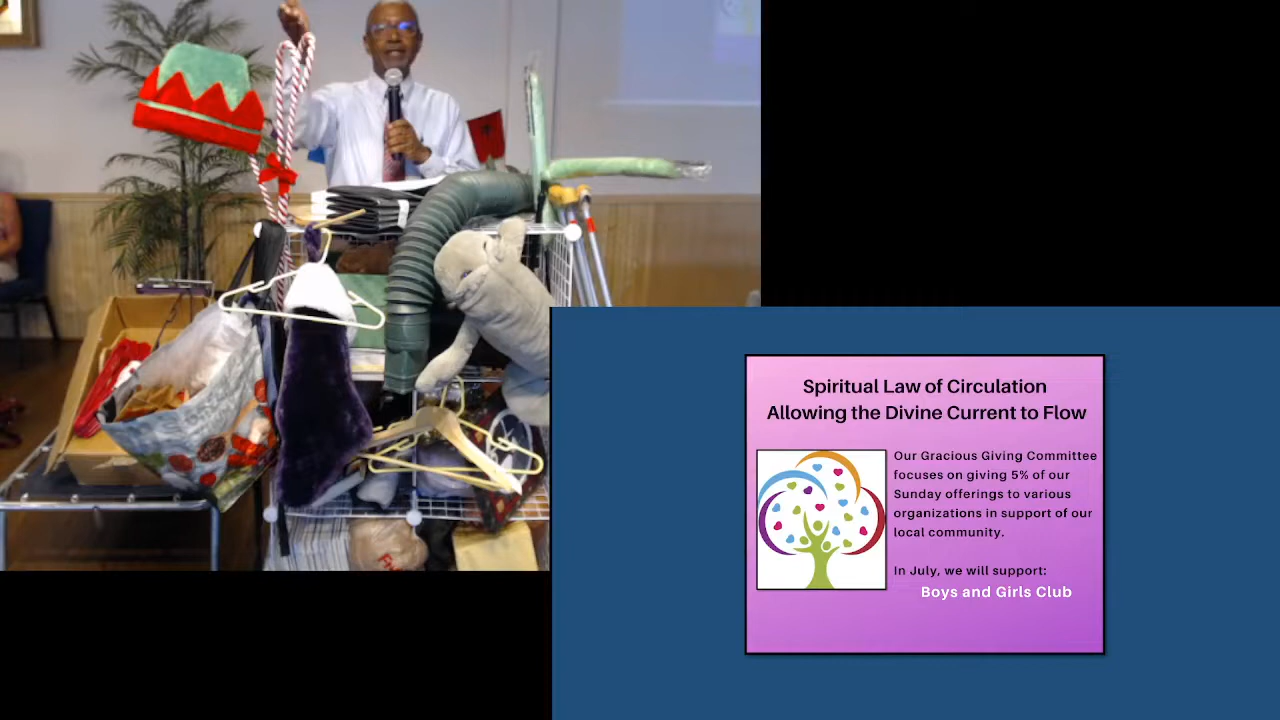 Spiritual Law of Circulation
Allowing the Divine Current to Flow
Our Gracious Giving Committee
focuses on giving 5% of our
Sunday offerings to various
organizations in support of our
local community.
In July, we will support:
Boys and Girls Club